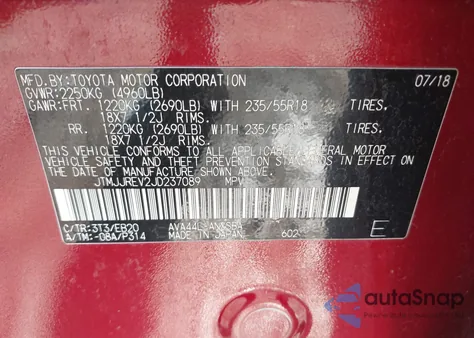 MFD.BY:TOYOTA MOTOR CORPORATION 07/18
GVWR:2250KG (4960LB)
GAWR:FRT. 1220KG (2690LB) WITH 235/55R18 TIRES.
18X7 1/2J RIMS.
RR. 1220KG (2690LB) WITH 235/55R18 TIRES.
18X7 1/2J RIMS.
THIS VEHICLE CONFORMS TO ALL APPLICABLE FEDERAL MOTOR
VEHICLE SAFETY STANDARDS IN EFFECT ON THE DATE OF
MANUFACTURE SHOWN ABOVE.
JTMJJREV2JD237089 MPV
C/TR:3T3/EB20
A/TM:-08A/P314 MADE IN JAPAN 602 E
autoSnap